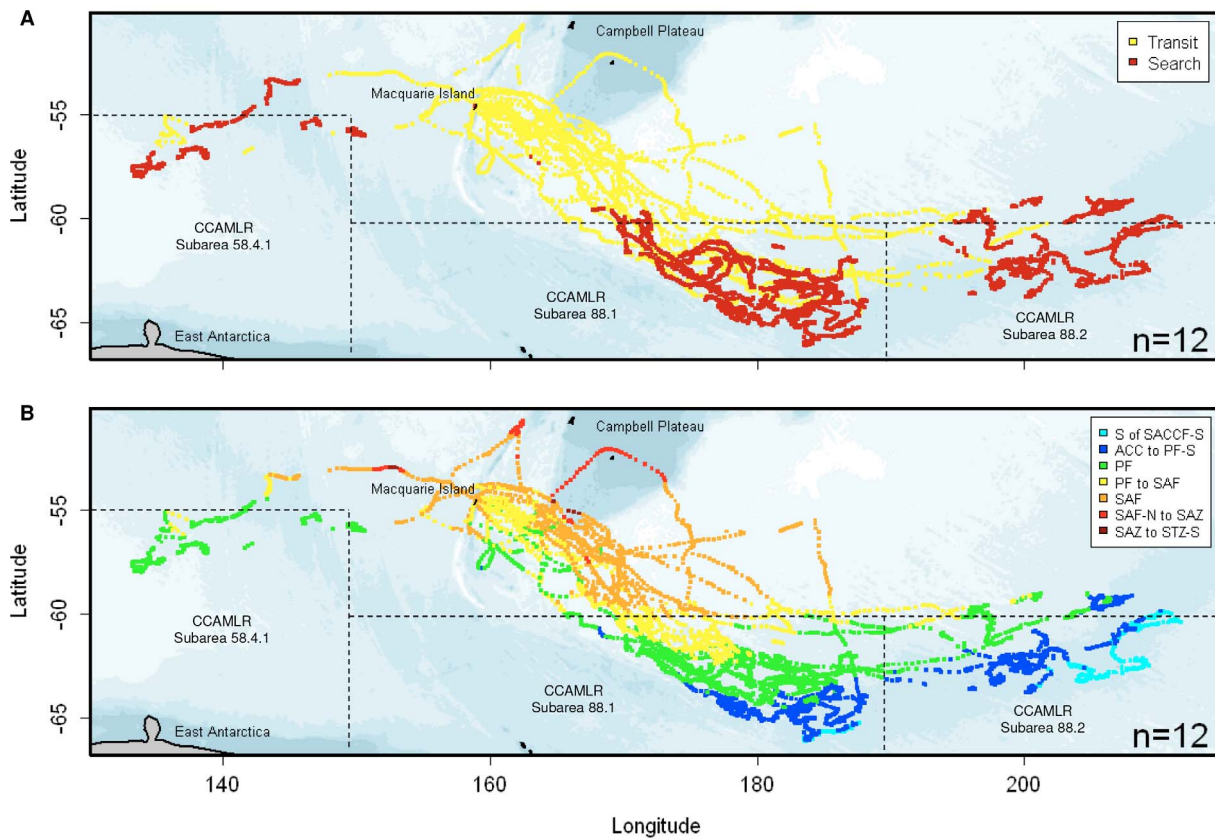 A
Campbell Plateau
Transit
Search
Macquarie Island
-55
-60
-65
Latitude
CCAMLR
Subarea 58.4.1
CCAMLR
Subarea 88.1
CCAMLR
Subarea 88.2
East Antarctica
n=12
B
Campbell Plateau
S of SACCF-S
ACC to PF-S
PF
PF to SAF
SAF
SAF-N to SAZ
SAZ to STZ-S
Macquarie Island
-55
-60
-65
Latitude
CCAMLR
Subarea 58.4.1
CCAMLR
Subarea 88.1
CCAMLR
Subarea 88.2
East Antarctica
n=12
140
160
180
200
Longitude